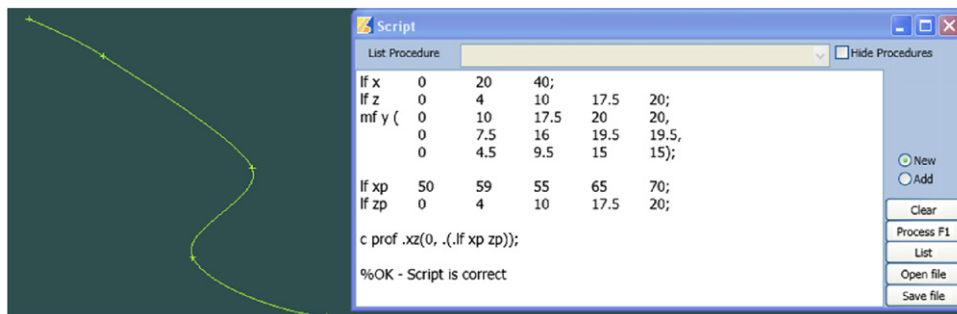 Script
List Procedure
Hide Procedures
lf x 0 20 40;
lf z 0 4 10 17.5 20;
mf y ( 0 10 17.5 20 20,
0 7.5 16 19.5 19.5,
0 4.5 9.5 15 15);
lf xp 50 59 55 65 70;
lf zp 0 4 10 17.5 20;
c prof .xz(0, .(.lf xp zp));
%OK - Script is correct
New
Add
Clear
Process F1
List
Open file
Save file